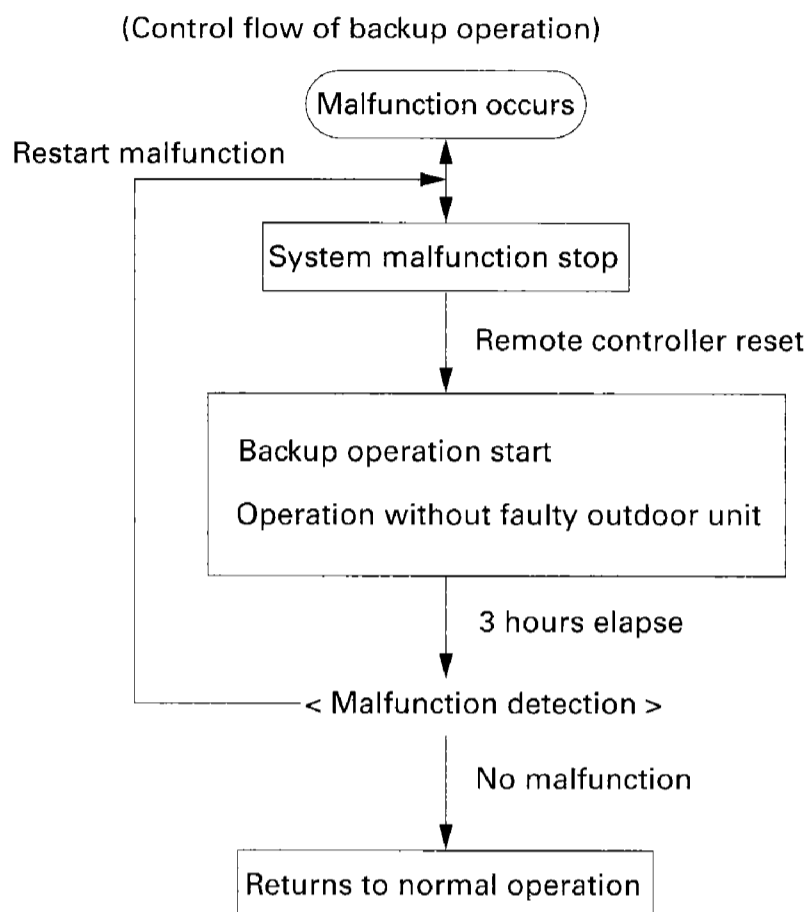 (Control flow of backup operation)
Malfunction occurs
Restart malfunction
System malfunction stop
Remote controller reset
Backup operation start
Operation without faulty outdoor unit
3 hours elapse
< Malfunction detection >
No malfunction
Returns to normal operation